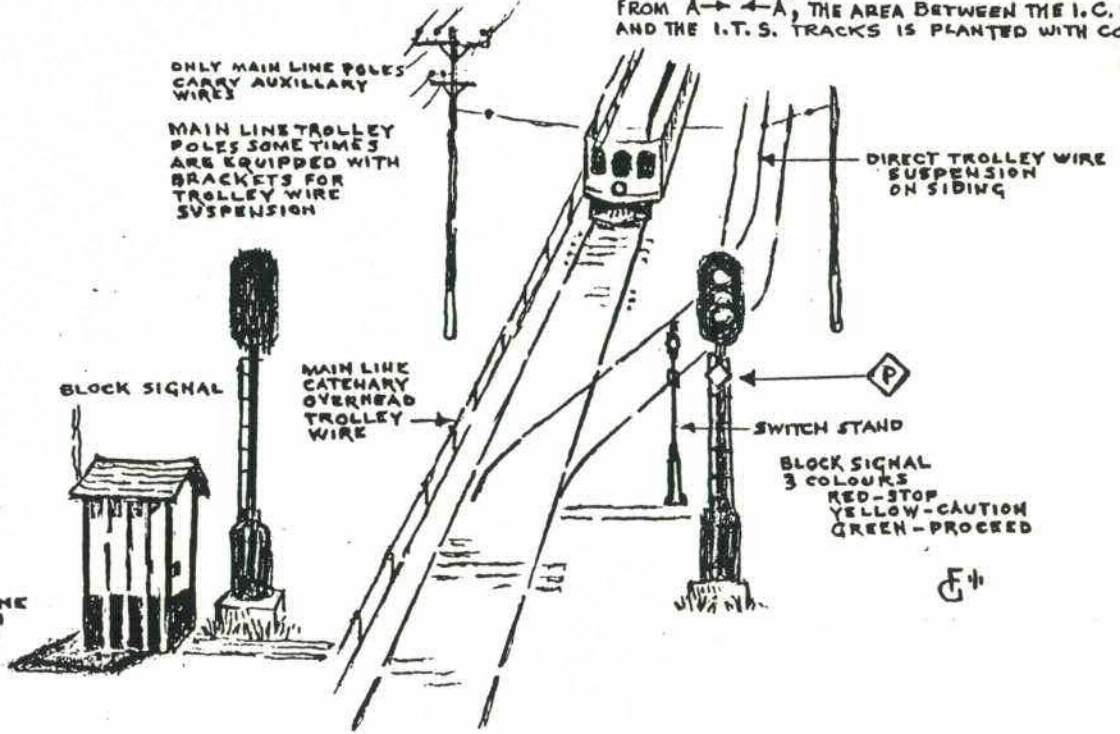 FROM A→ ←A, THE AREA BETWEEN THE I.C.
AND THE I.T.S. TRACKS IS PLANTED WITH
ONLY MAIN LINE POLES
CARRY AUXILLARY
WIRES
MAIN LINE TROLLEY
POLES SOME TIMES
ARE EQUIPPED WITH
BRACKETS FOR
TROLLEY WIRE
SUSPENSION
DIRECT TROLLEY WIRE
SUSPENSION
ON SIDING
BLOCK SIGNAL
MAIN LINE
CATENARY
OVERHEAD
TROLLEY
WIRE
P
SWITCH STAND
BLOCK SIGNAL
3 COLOURS
RED-STOP
YELLOW-CAUTION
GREEN-PROCEED